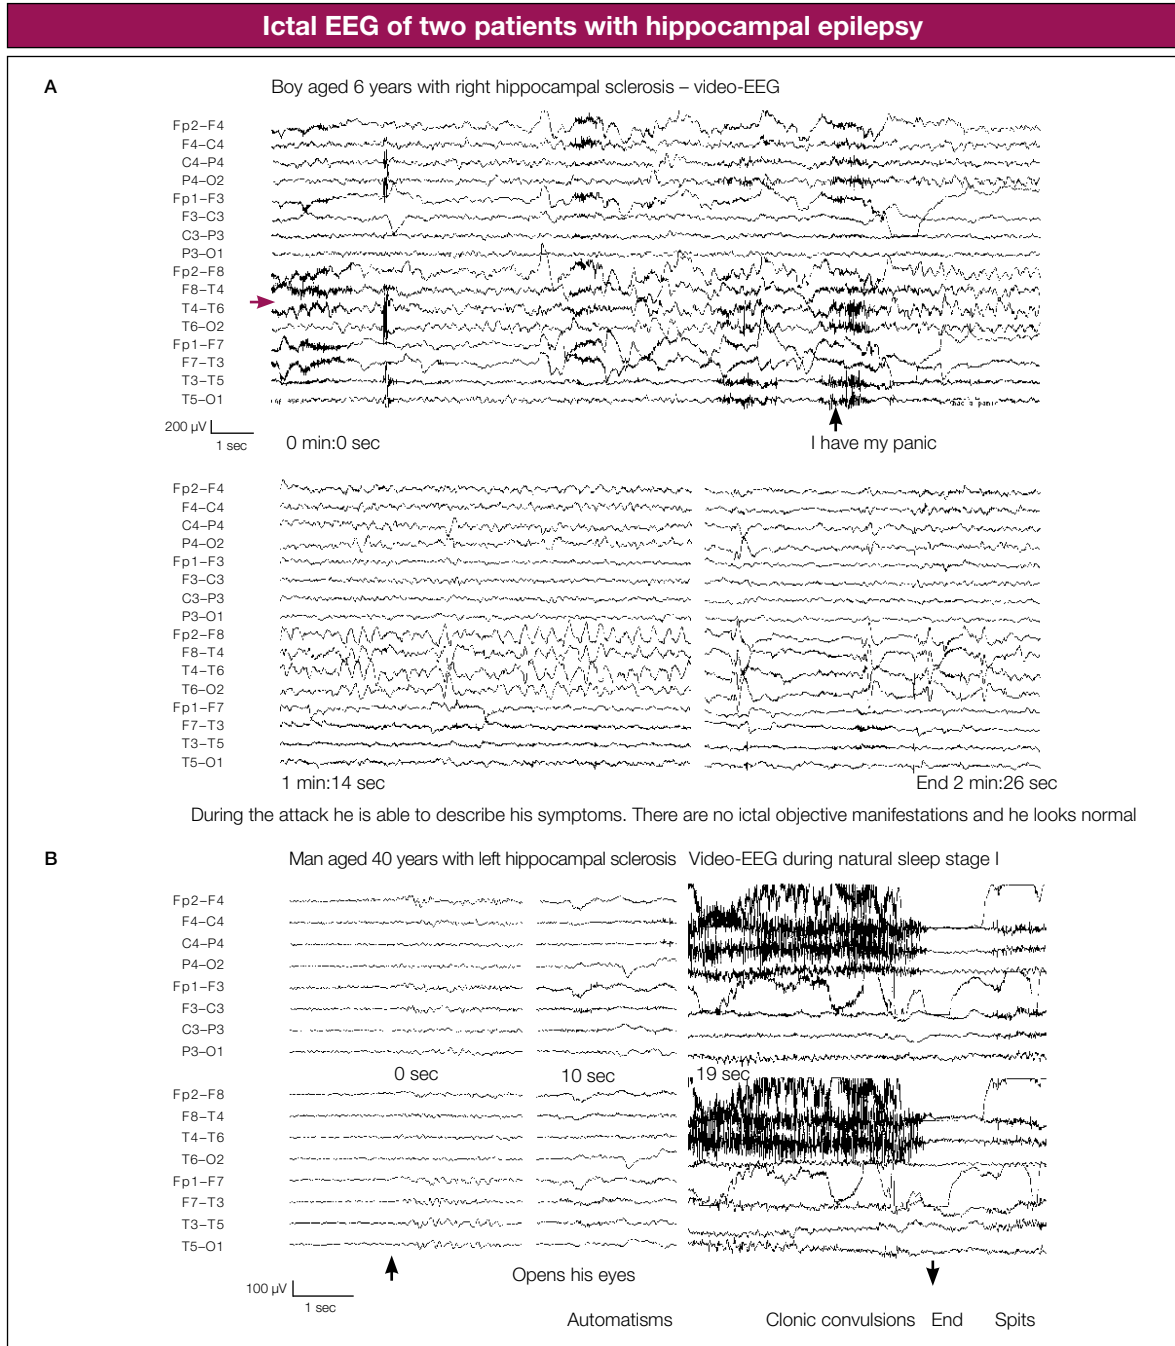 Ictal EEG of two patients with hippocampal epilepsy
A
Boy aged 6 years with right hippocampal sclerosis – video-EEG
Fp2–F4
F4–C4
C4–P4
P4–O2
Fp1–F3
F3–C3
C3–P3
P3–O1
Fp2–F8
F8–T4
T4–T6
T6–O2
Fp1–F7
F7–T3
T3–T5
T5–O1
200 µV
1 sec
0 min:0 sec
I have my panic
Fp2–F4
F4–C4
C4–P4
P4–O2
Fp1–F3
F3–C3
C3–P3
P3–O1
Fp2–F8
F8–T4
T4–T6
T6–O2
Fp1–F7
F7–T3
T3–T5
T5–O1
1 min:14 sec
End 2 min:26 sec
During the attack he is able to describe his symptoms. There are no ictal objective manifestations and he looks normal
B
Man aged 40 years with left hippocampal sclerosis
Video-EEG during natural sleep stage I
Fp2–F4
F4–C4
C4–P4
P4–O2
Fp1–F3
F3–C3
C3–P3
P3–O1
0 sec
10 sec
19 sec
Fp2–F8
F8–T4
T4–T6
T6–O2
Fp1–F7
F7–T3
T3–T5
T5–O1
100 µV
1 sec
Opens his eyes
Automatisms
Clonic convulsions
End
Spits